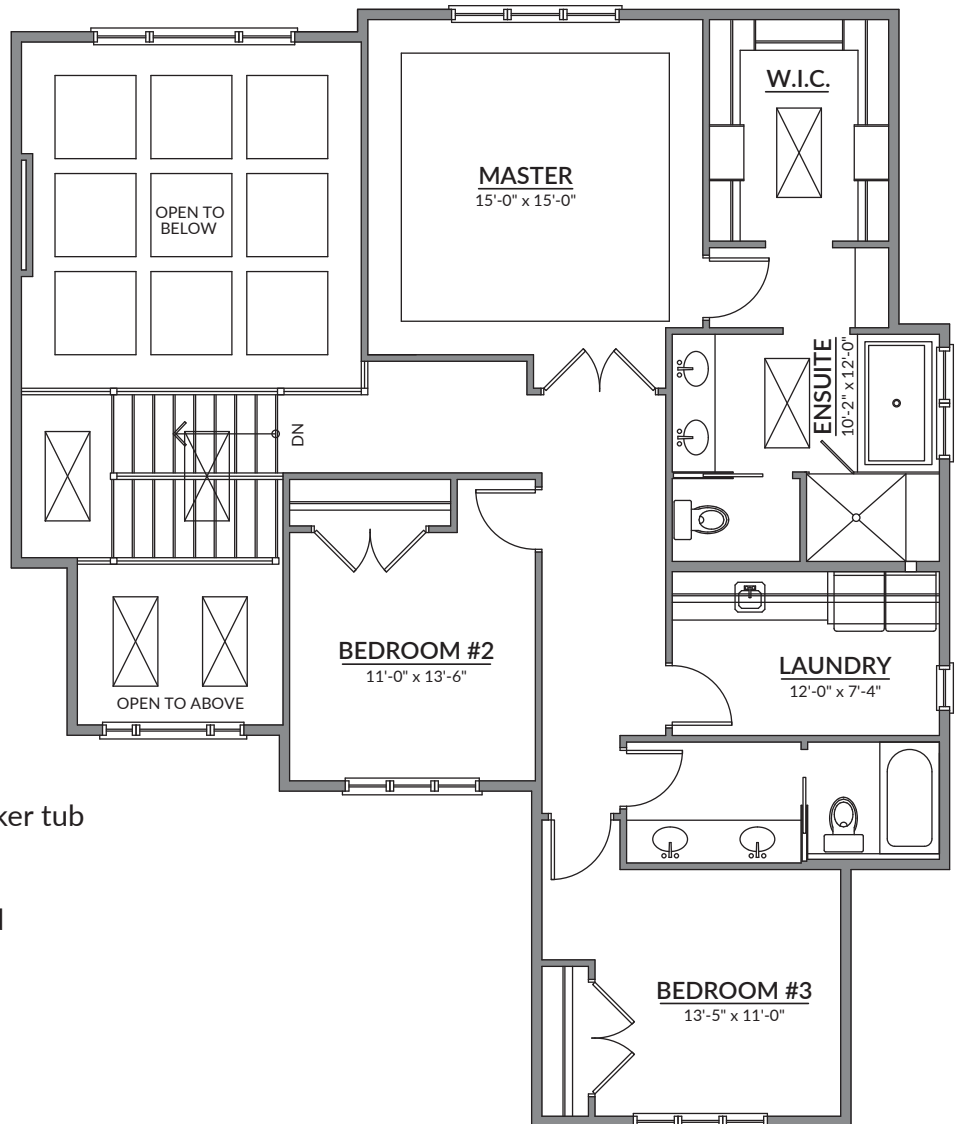 W.I.C.
MASTER
15'-0" x 15'-0"
OPEN TO
BELOW
ENSUITE
10'-2" x 12'-0"
DN
BEDROOM #2
11'-0" x 13'-6"
LAUNDRY
12'-0" x 7'-4"
OPEN TO ABOVE
tub
BEDROOM #3
13'-5" x 11'-0"